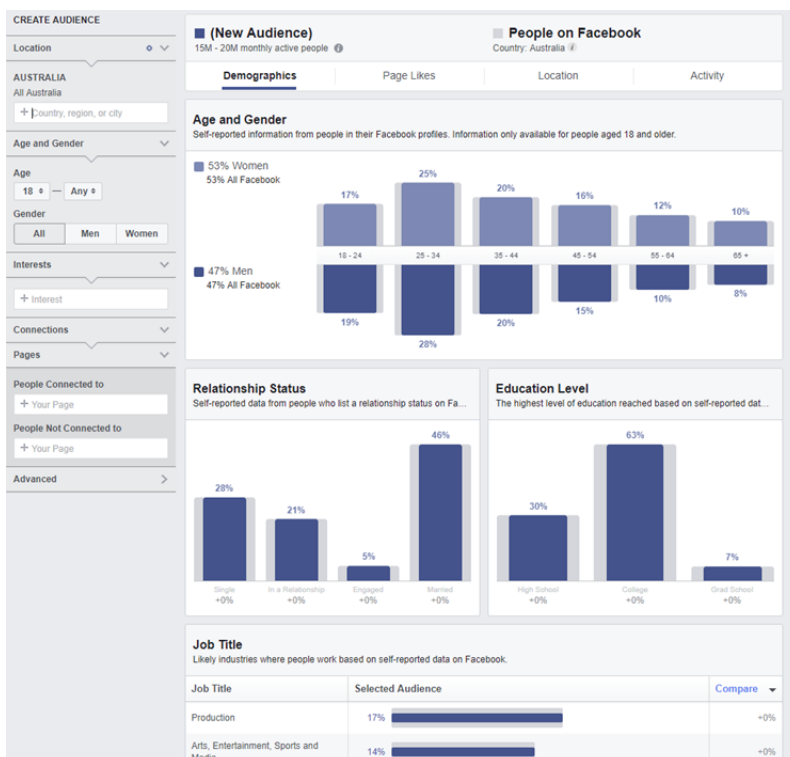 CREATE AUDIENCE
Location
AUSTRALIA
All Australia
+ Country, region, or city
Age and Gender
Age
18 — Any
Gender
All Men Women
Interests
+ Interest
Connections
Pages
People Connected to
+ Your Page
People Not Connected to
+ Your Page
Advanced
(New Audience)
15M - 20M monthly active people
People on Facebook
Country: Australia
Demographics Page Likes Location Activity
Age and Gender
Self-reported information from people in their Facebook profiles. Information only available for people aged 18 and older.
53% Women
53% All Facebook
17% 25% 20% 16% 12% 10%
18 - 24 25 - 34 35 - 44 45 - 54 55 - 64 65 +
47% Men
47% All Facebook
19% 28% 20% 15% 10% 8%
Relationship Status
Self-reported data from people who list a relationship status on Fa...
28% 21% 5% 46%
Single In a Relationship Engaged Married
+0% +0% +0% +0%
Education Level
The highest level of education reached based on self-reported dat...
30% 63% 7%
High School College Grad School
+0% +0% +0%
Job Title
Likely industries where people work based on self-reported data on Facebook.
Job Title Selected Audience Compare
Production 17% +0%
Arts, Entertainment, Sports and
Media 14% +0%